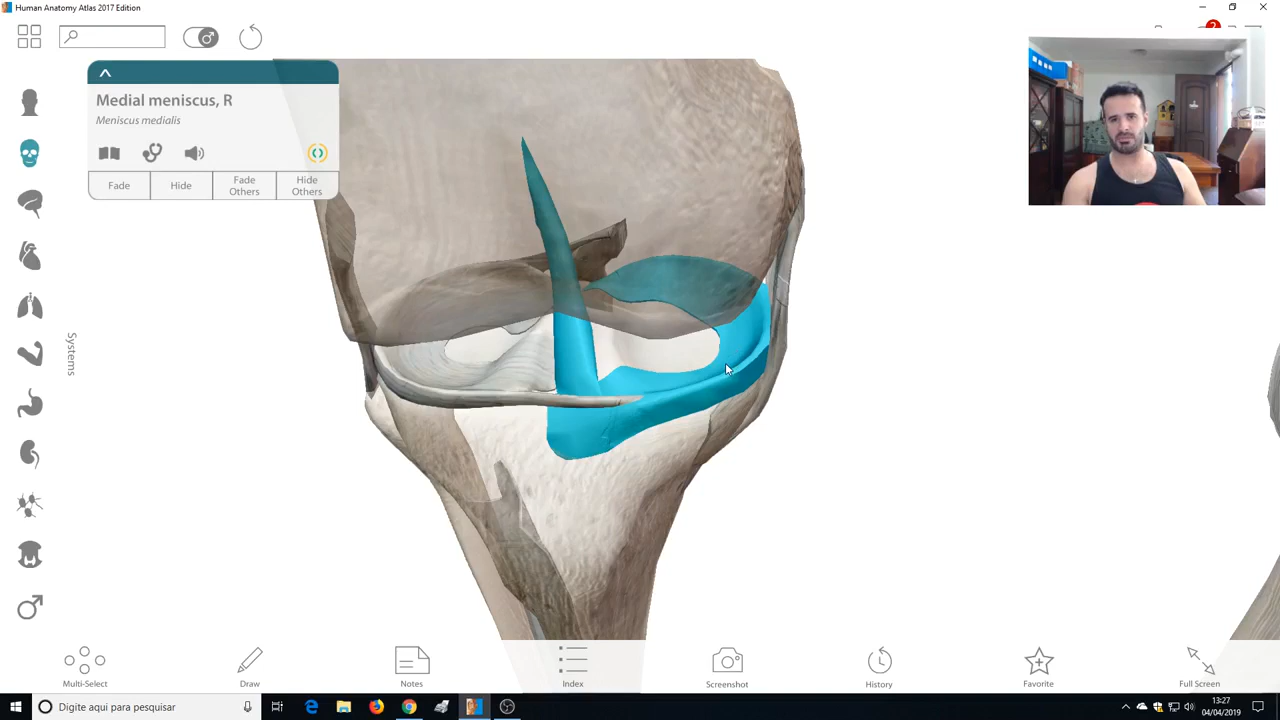 Human Anatomy Atlas 2017 Edition
2
Medial meniscus, R
Meniscus medialis
Fade
Hide
Fade Others
Hide Others
Systems
Multi-Select
Draw
Notes
Index
Screenshot
History
Favorite
Full Screen
Digite aqui para pesquisar
13:27
04/04/2019